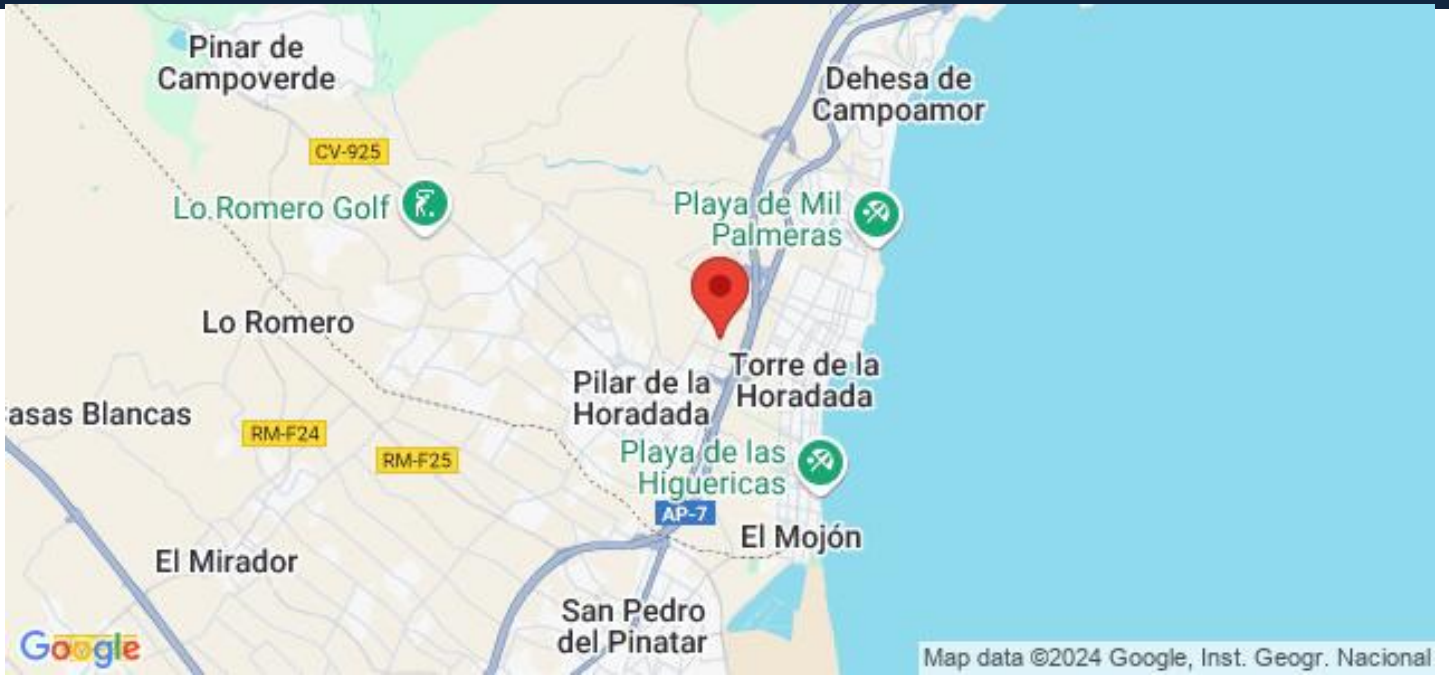 Pinar de
Campoverde
Dehesa de
Campoamor
CV-925
Lo Romero Golf
Playa de Mil
Palmeras
Lo Romero
Torre de la
Horadada
Pilar de la
Horadada
asas Blancas
RM-F24
RM-F25
Playa de las
Higuericas
AP-7
El Mojón
El Mirador
San Pedro
del Pinatar
Google
Map data ©2024 Google, Inst. Geogr. Nacional